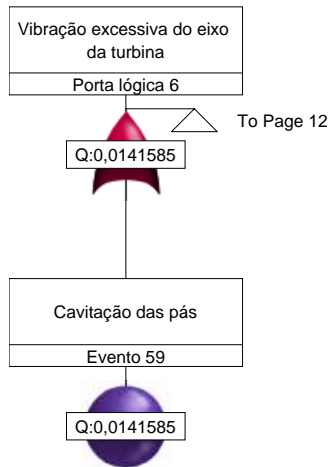 Vibração excessiva do eixo
da turbina
Porta lógica 6
To Page 12
Q:0,0141585
Cavitação das pás
Evento 59
Q:0,0141585